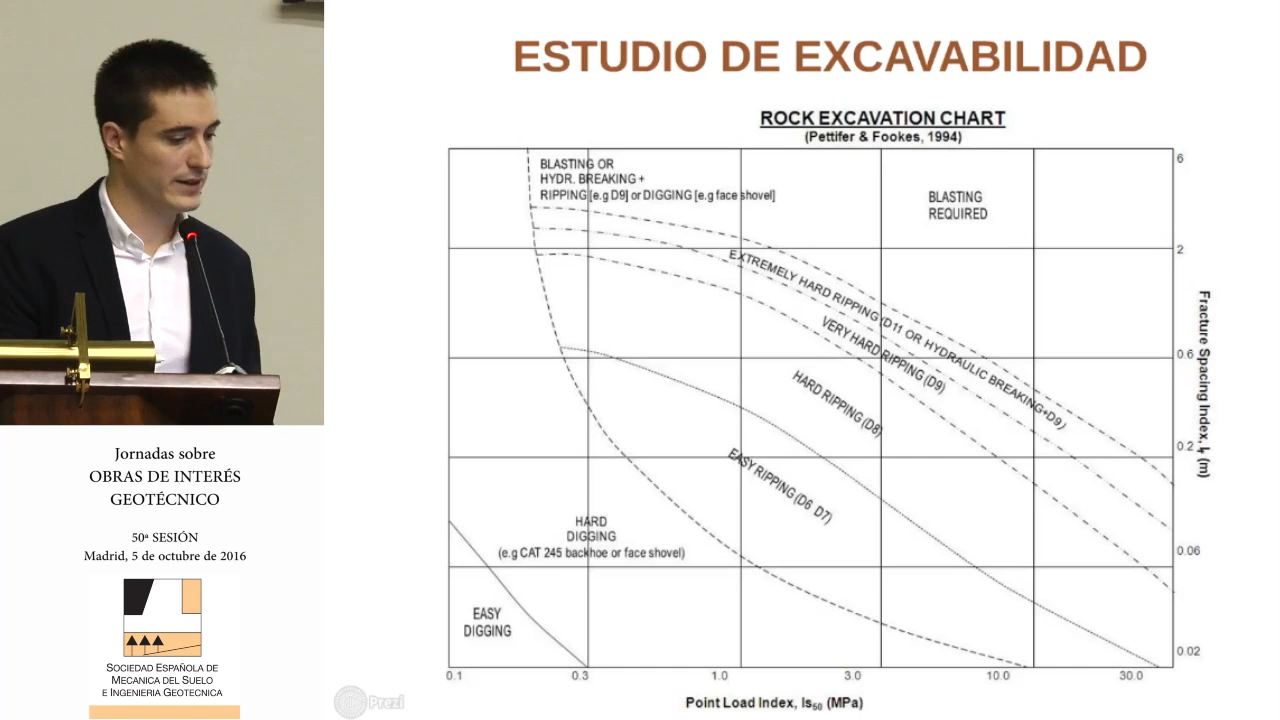 ESTUDIO DE EXCAVABILIDAD
ROCK EXCAVATION CHART
(Pettifer & Fookes, 1994)
BLASTING OR
HYDR. BREAKING +
RIPPING [e.g D9] or DIGGING [e.g face shovel]
BLASTING
REQUIRED
EXTREMELY HARD RIPPING (D11 OR HYDRAULIC BREAKING+D9)
VERY HARD RIPPING (D9)
HARD RIPPING (D8)
EASY RIPPING (D6 D7)
HARD
DIGGING
(e.g CAT 245 backhoe or face shovel)
EASY
DIGGING
6
2
0.6
0.2
0.06
0.02
Fracture Spacing Index, If (m)
0.1 0.3 1.0 3.0 10.0 30.0
Point Load Index, Is50 (MPa)
Jornadas sobre
OBRAS DE INTERÉS
GEOTÉCNICO
50ª SESIÓN
Madrid, 5 de octubre de 2016
SOCIEDAD ESPAÑOLA DE
MECANICA DEL SUELO
E INGENIERIA GEOTECNICA
Prezi